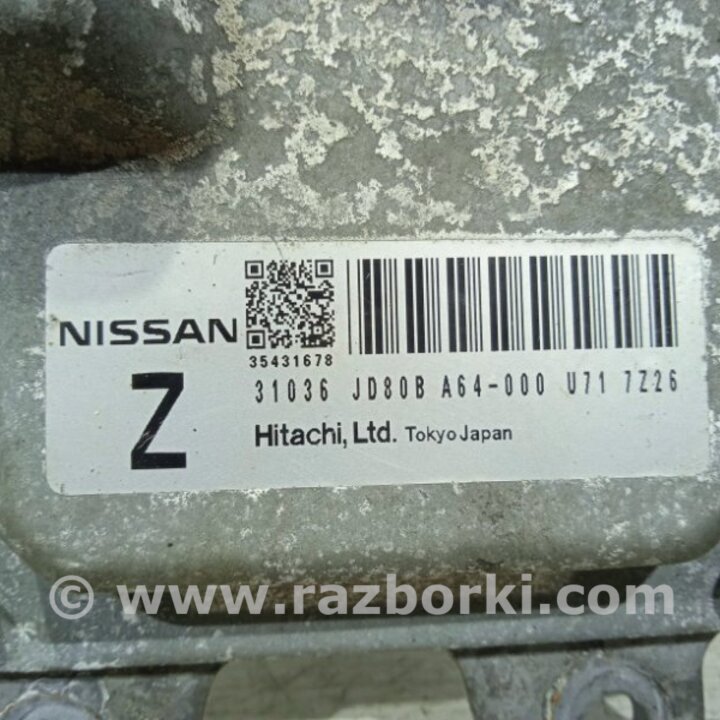 NISSAN
35431678
31036 JD80B A64-000 U71 7Z26
Z
Hitachi, Ltd. Tokyo Japan
© www.razborki.com